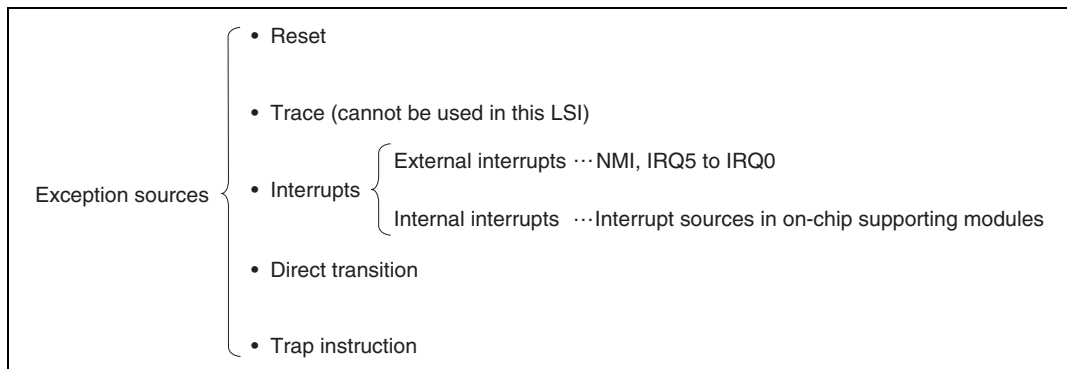 • Reset
• Trace (cannot be used in this LSI)
External interrupts ···NMI, IRQ5 to IRQ0
Exception sources
• Interrupts
Internal interrupts ···Interrupt sources in on-chip supporting modules
• Direct transition
• Trap instruction